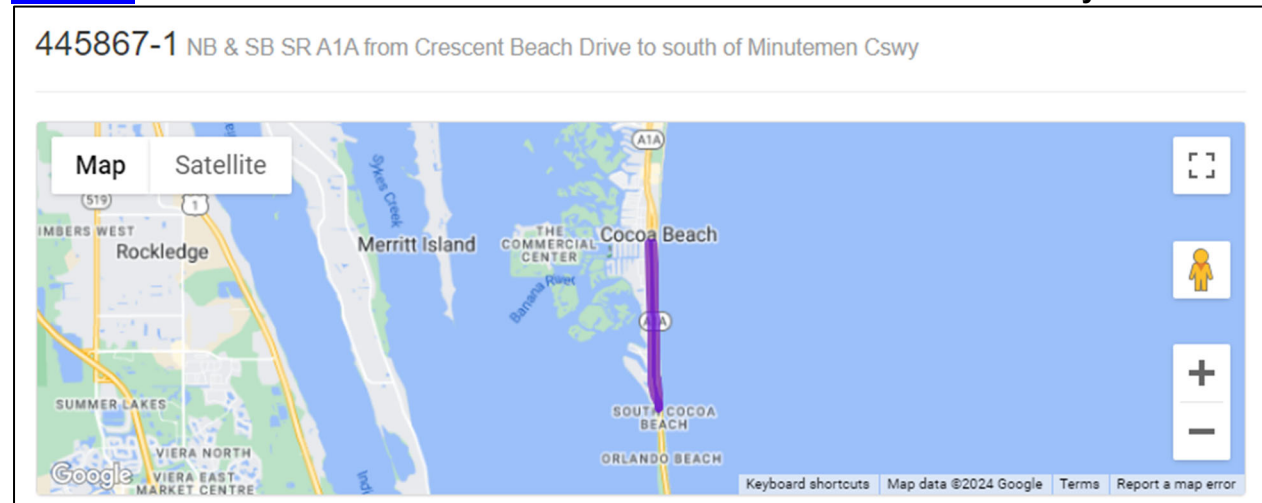 445867-1 NB & SB SR A1A from Crescent Beach Drive to south of Minutemen Cswy
Map Satellite
A1A
Sykes Creek
519
1
IMBERS WEST
Rockledge
Merritt Island
THE
COMMERCIAL
CENTER
Cocoa Beach
Banana River
A1A
SUMMER LAKES
SOUTH COCOA
BEACH
VIERA NORTH
ORLANDO BEACH
Google
VIERA EAST
MARKET CENTRE
Indi
Keyboard shortcuts Map data ©2024 Google Terms Report a map error